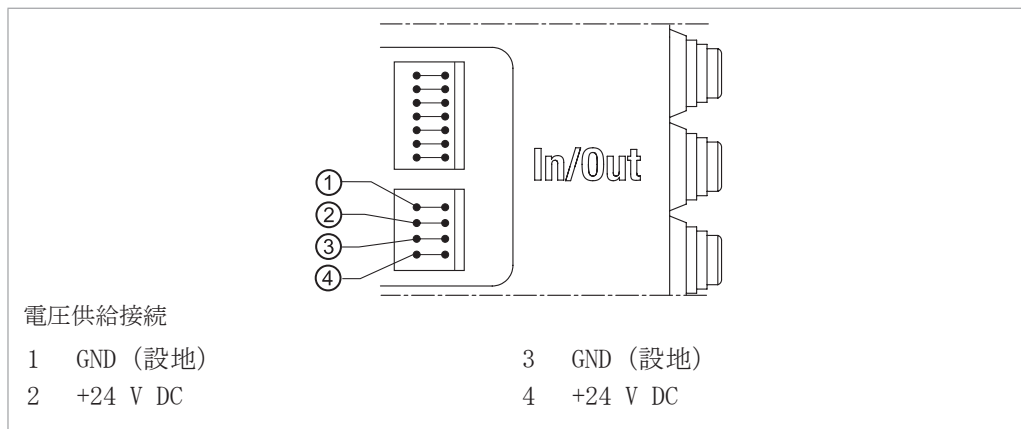 In/Out
①
②
③
④
電圧供給接続
1 GND (設地) 3 GND (設地)
2 +24 V DC 4 +24 V DC